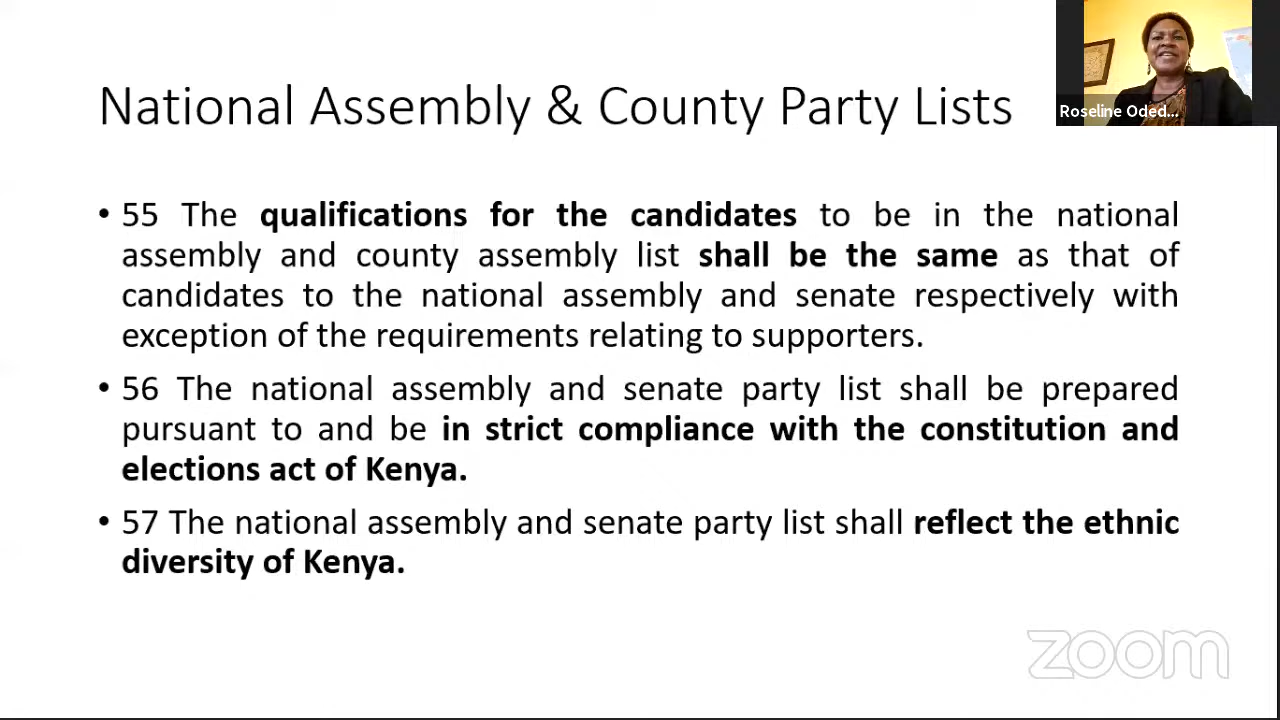 National Assembly & County Party Lists
Roseline Oded...
• 55 The qualifications for the candidates to be in the national
assembly and county assembly list shall be the same as that of
candidates to the national assembly and senate respectively with
exception of the requirements relating to supporters.
• 56 The national assembly and senate party list shall be prepared
pursuant to and be in strict compliance with the constitution and
elections act of Kenya.
• 57 The national assembly and senate party list shall reflect the ethnic
diversity of Kenya.
zoom